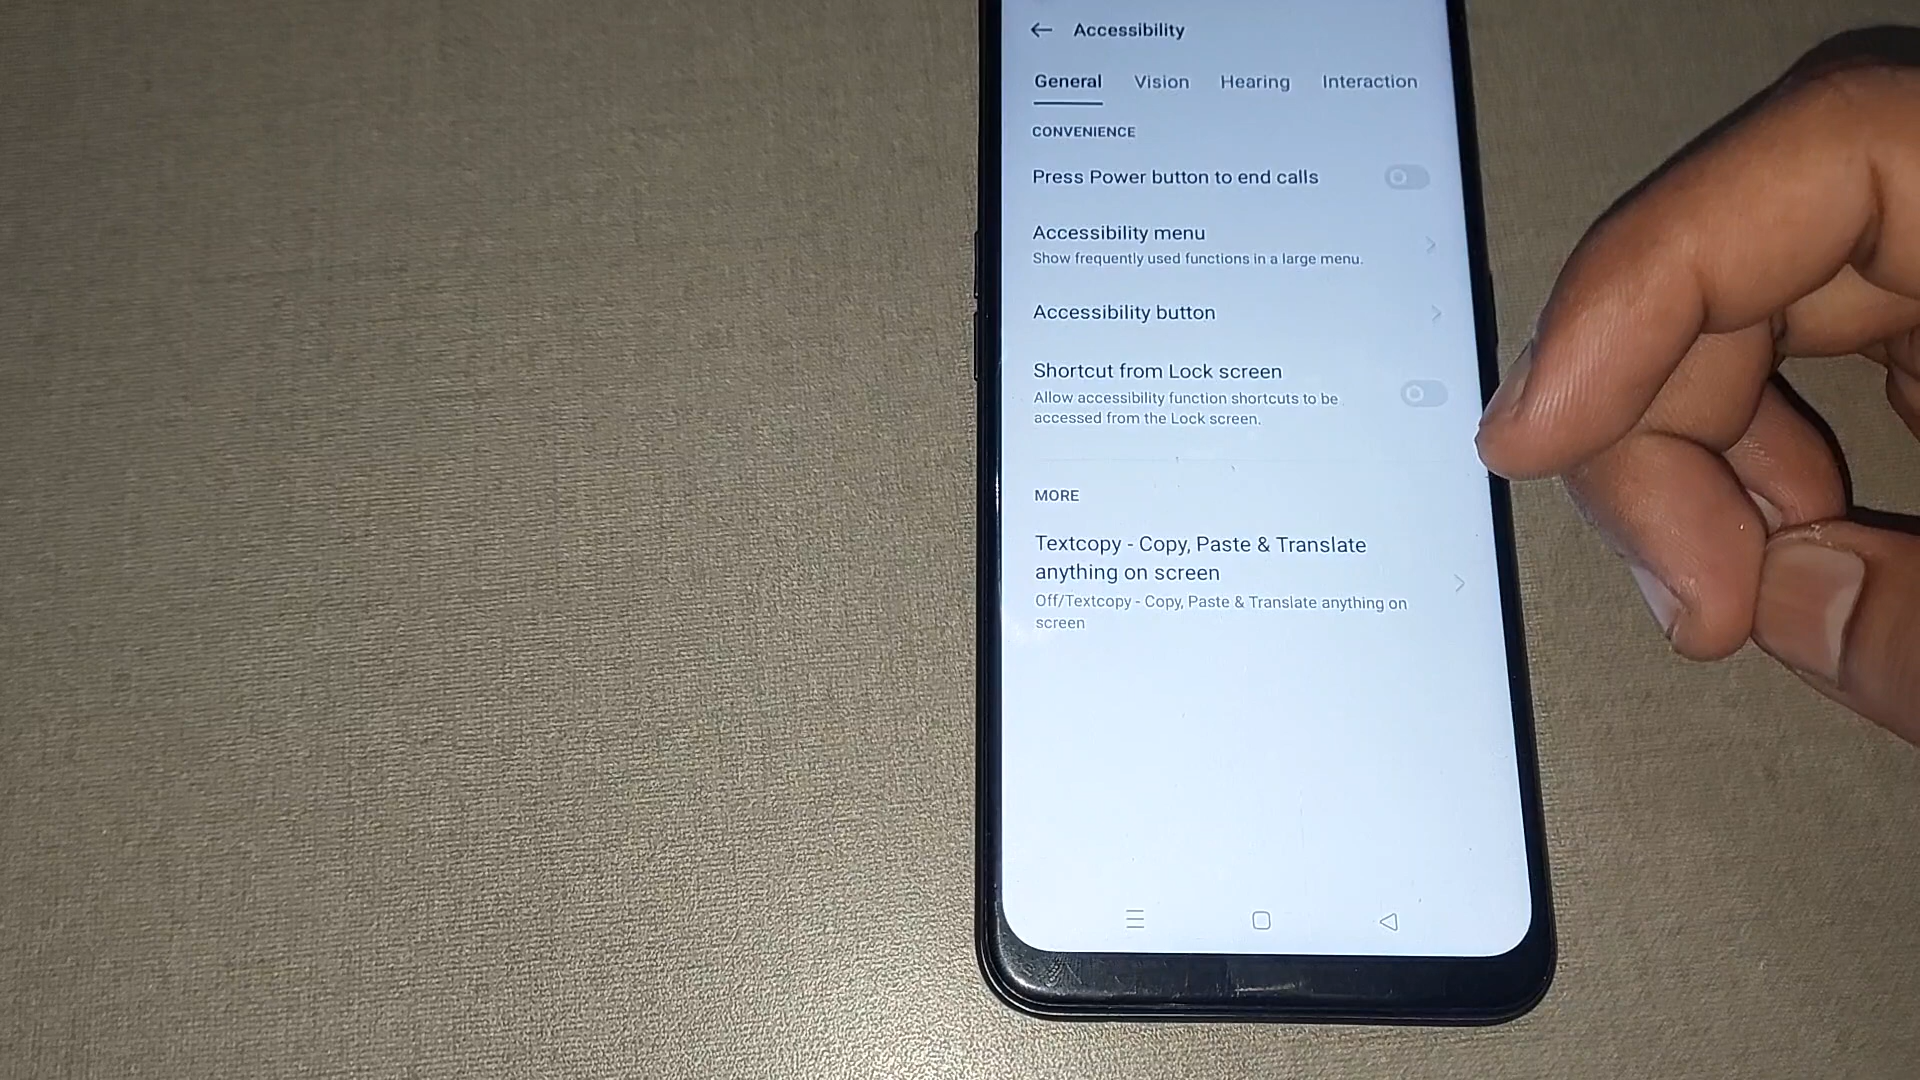 Accessibility
General Vision Hearing Interaction
CONVENIENCE
Press Power button to end calls
Accessibility menu
Show frequently used functions in a large menu.
Accessibility button
Shortcut from Lock screen
Allow accessibility function shortcuts to be
accessed from the Lock screen.
MORE
Textcopy - Copy, Paste & Translate
anything on screen
Off/Textcopy - Copy, Paste & Translate anything on
screen